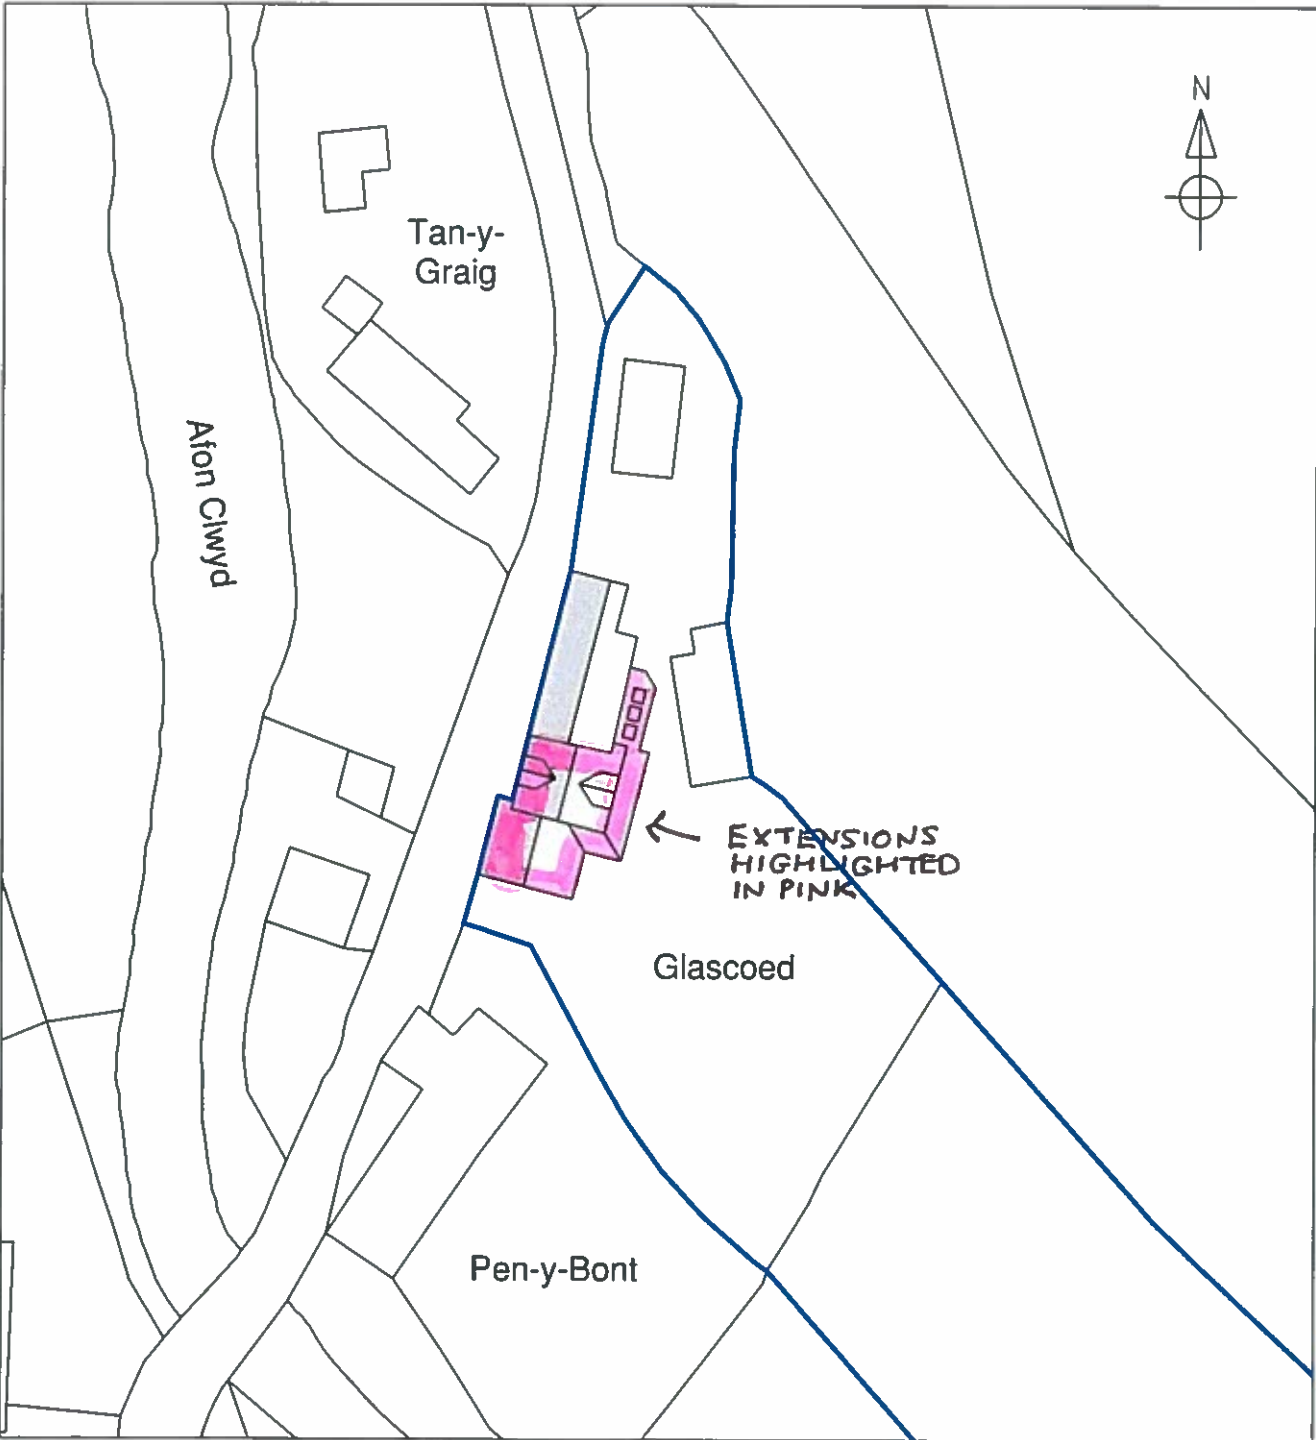 N
Tan-y-
Graig
Afon Clwyd
EXTENSIONS
HIGHLIGHTED
IN PINK
Glascoed
Pen-y-Bont